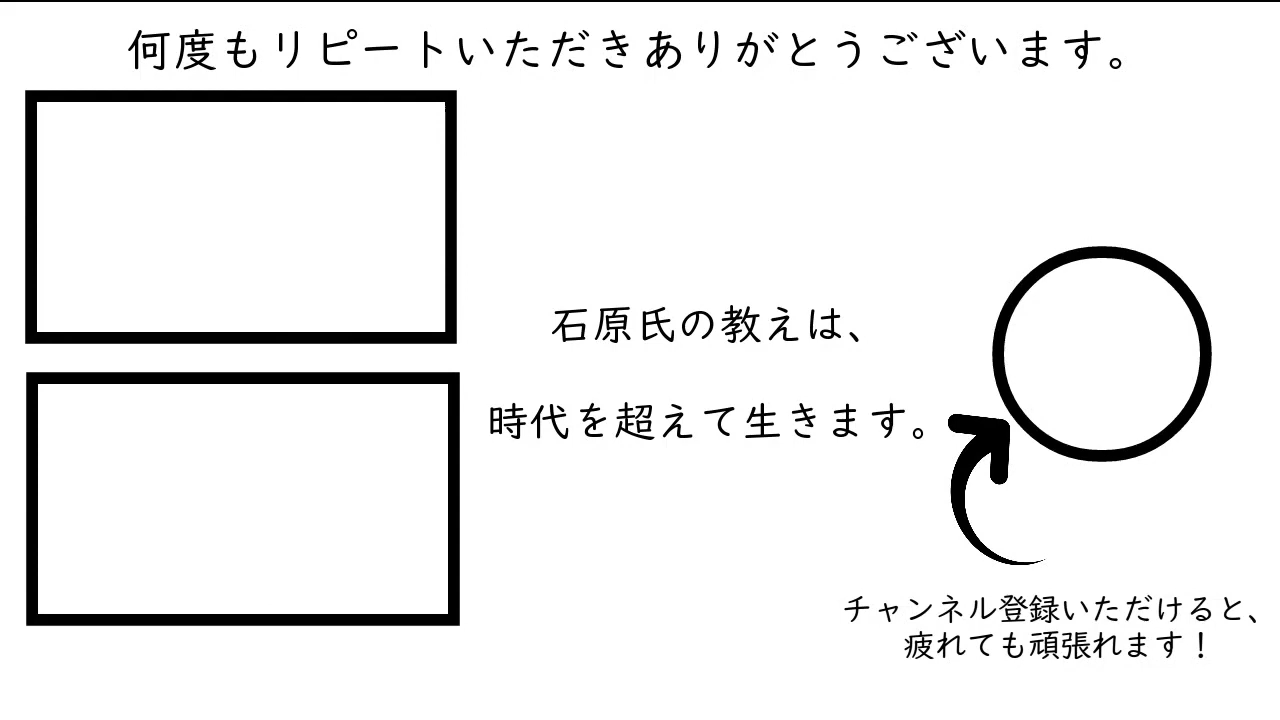 何度もリピートいただきありがとうございます。
石原氏の教えは、
時代を超えて生きます。
チャンネル登録いただけると、
疲れても頑張れます！